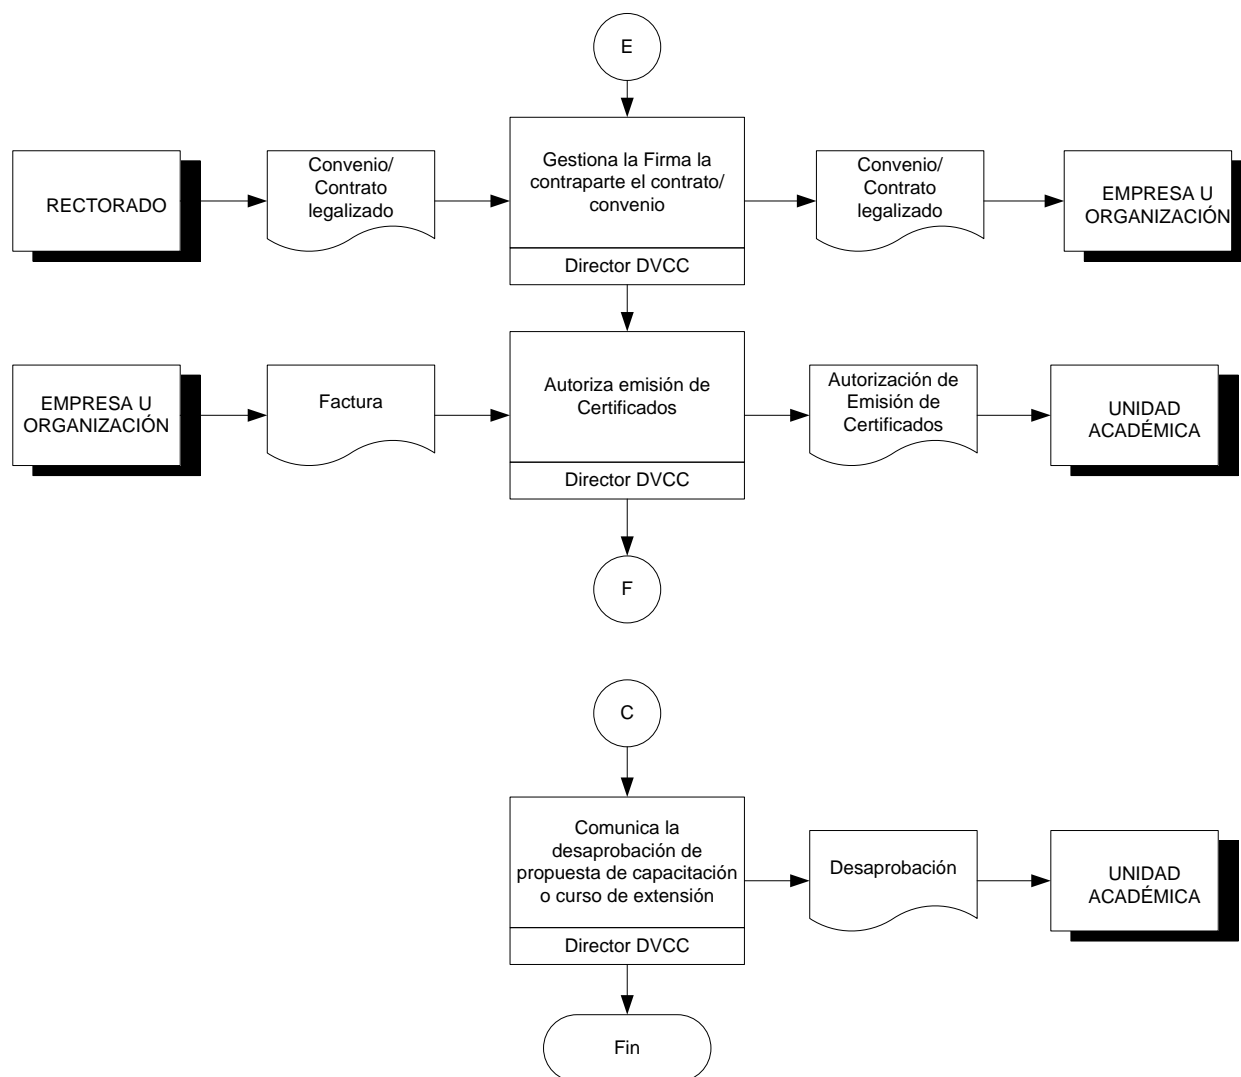 E
RECTORADO
Convenio/
Contrato
legalizado
Gestiona la Firma la
contraparte el contrato/
convenio
Director DVCC
Convenio/
Contrato
legalizado
EMPRESA U
ORGANIZACIÓN
EMPRESA U
ORGANIZACIÓN
Factura
Autoriza emisión de
Certificados
Director DVCC
Autorización de
Emisión de
Certificados
UNIDAD
ACADÉMICA
F
C
Comunica la
desaprobación de
propuesta de capacitación
o curso de extensión
Director DVCC
Desaprobación
UNIDAD
ACADÉMICA
Fin